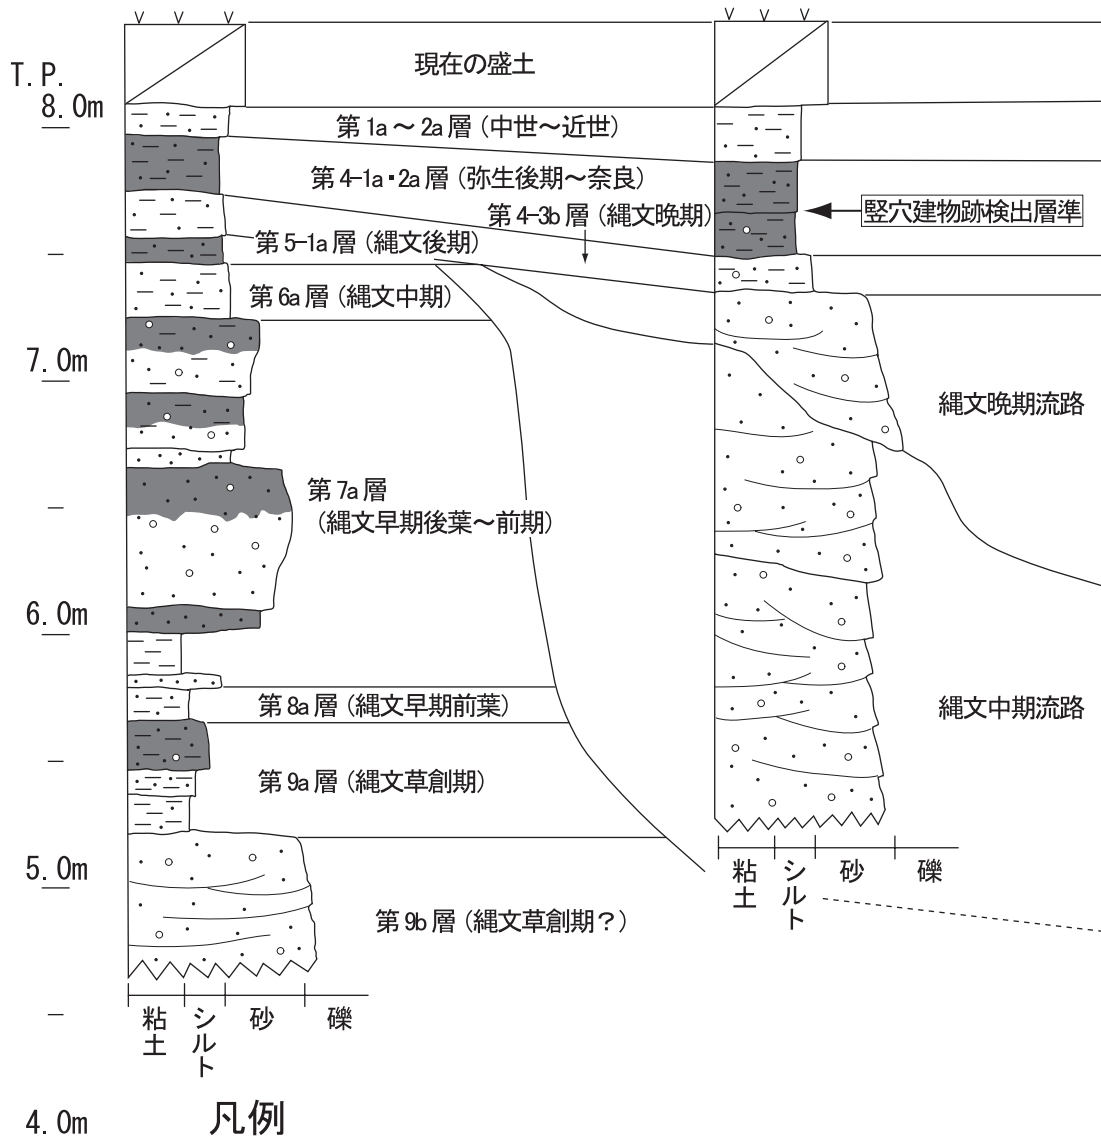 現在の盛土
T.P.
8.0m
第1a～2a層（中世～近世）
第4-1a・2a層（弥生後期～奈良）
第4-3b層（縄文晩期）
竪穴建物跡検出層準
第5-1a層（縄文後期）
第6a層（縄文中期）
7.0m
縄文晩期流路
第7a層
（縄文早期後葉～前期）
6.0m
第8a層（縄文早期前葉）
縄文中期流路
第9a層（縄文草創期）
5.0m
粘土
シルト
砂
礫
第9b層（縄文草創期？）
粘土
シルト
砂
礫
4.0m
凡例